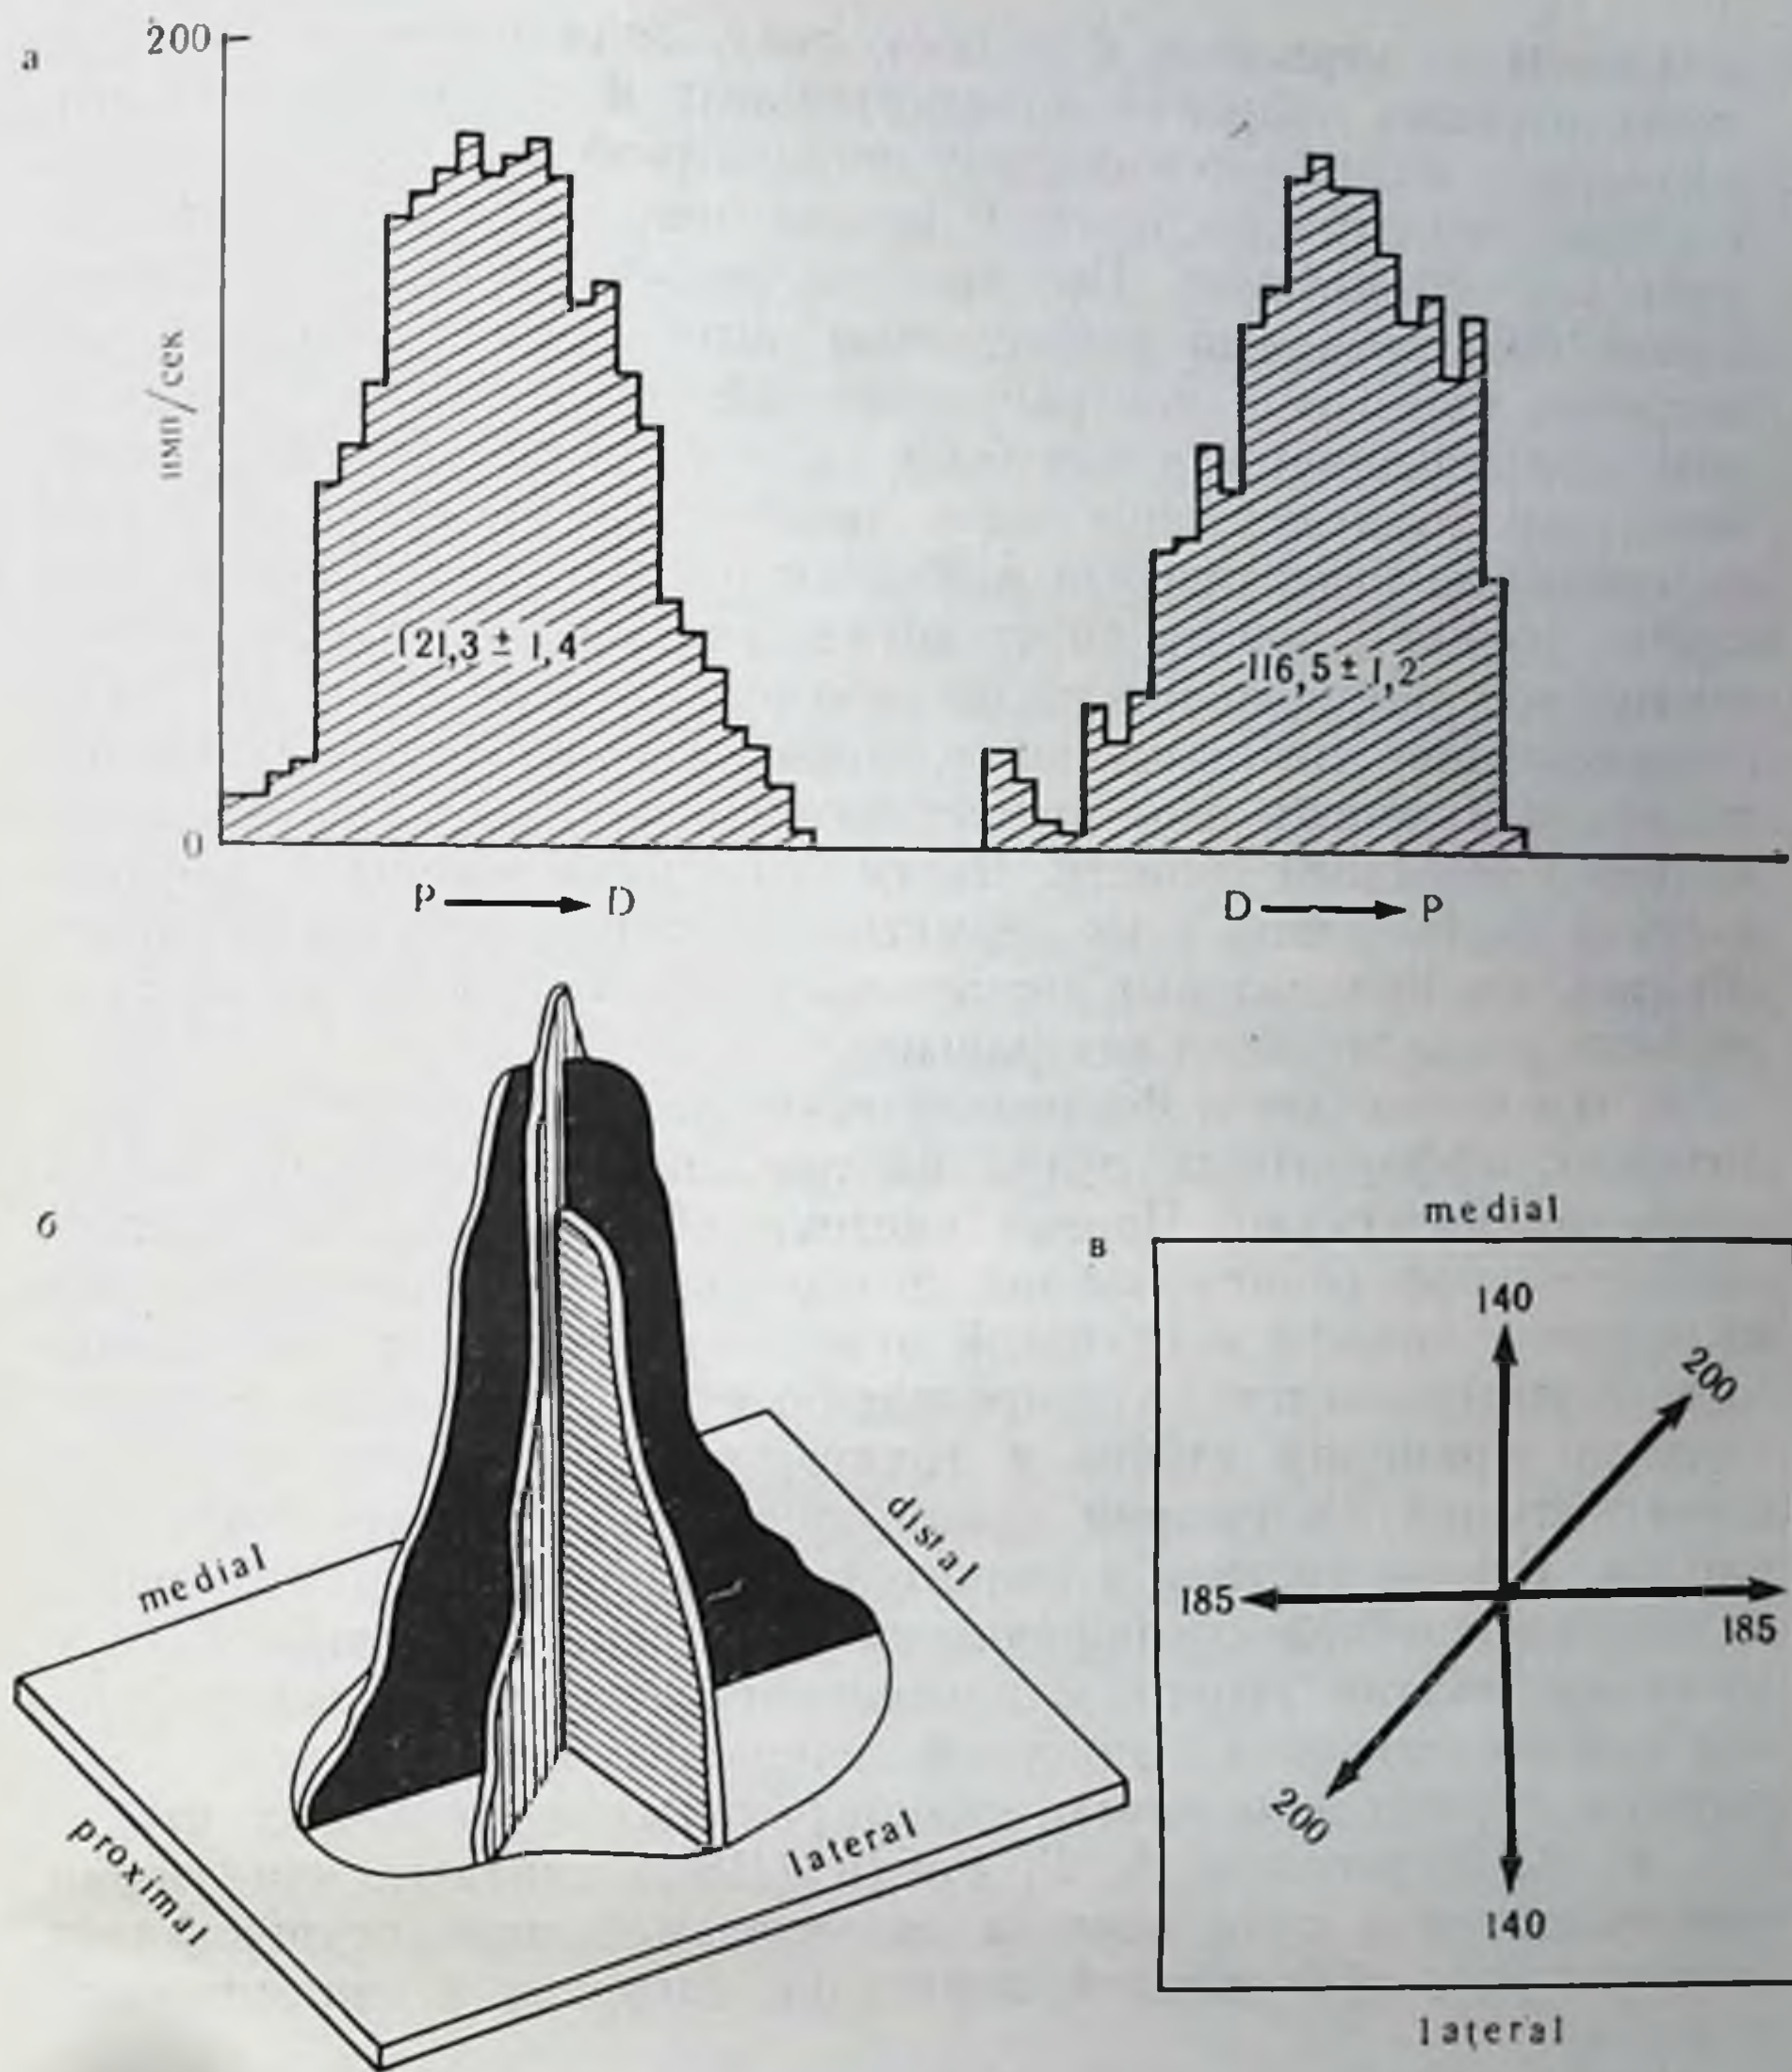 200
а
имп/сек
121,3 ± 1,4
116,5 ± 1,2
0
P D
D P
б
medial
distal
proximal
lateral
в
medial
140
200
185
185
200
140
lateral